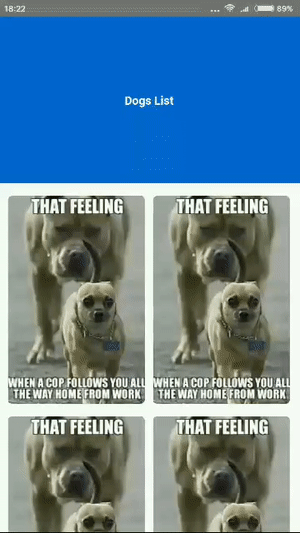 18:22
89%
Dogs List
THAT FEELING
WHEN A COP FOLLOWS YOU ALL
THE WAY HOME FROM WORK
THAT FEELING
WHEN A COP FOLLOWS YOU ALL
THE WAY HOME FROM WORK
THAT FEELING
THAT FEELING